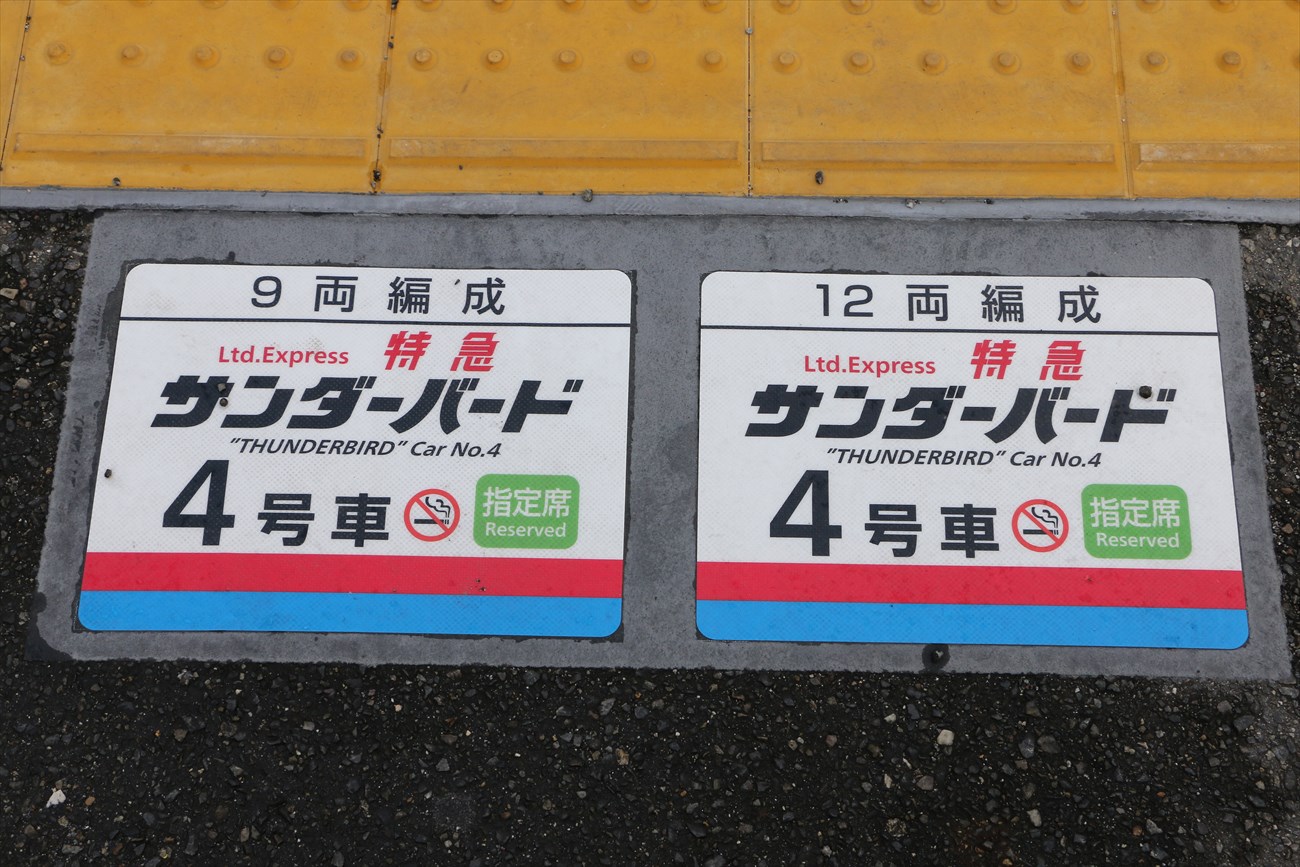 9両編成
Ltd.Express 特急
サンダーバード
"THUNDERBIRD" Car No.4
4号車 指定席
Reserved
12両編成
Ltd.Express 特急
サンダーバード
"THUNDERBIRD" Car No.4
4号車 指定席
Reserved